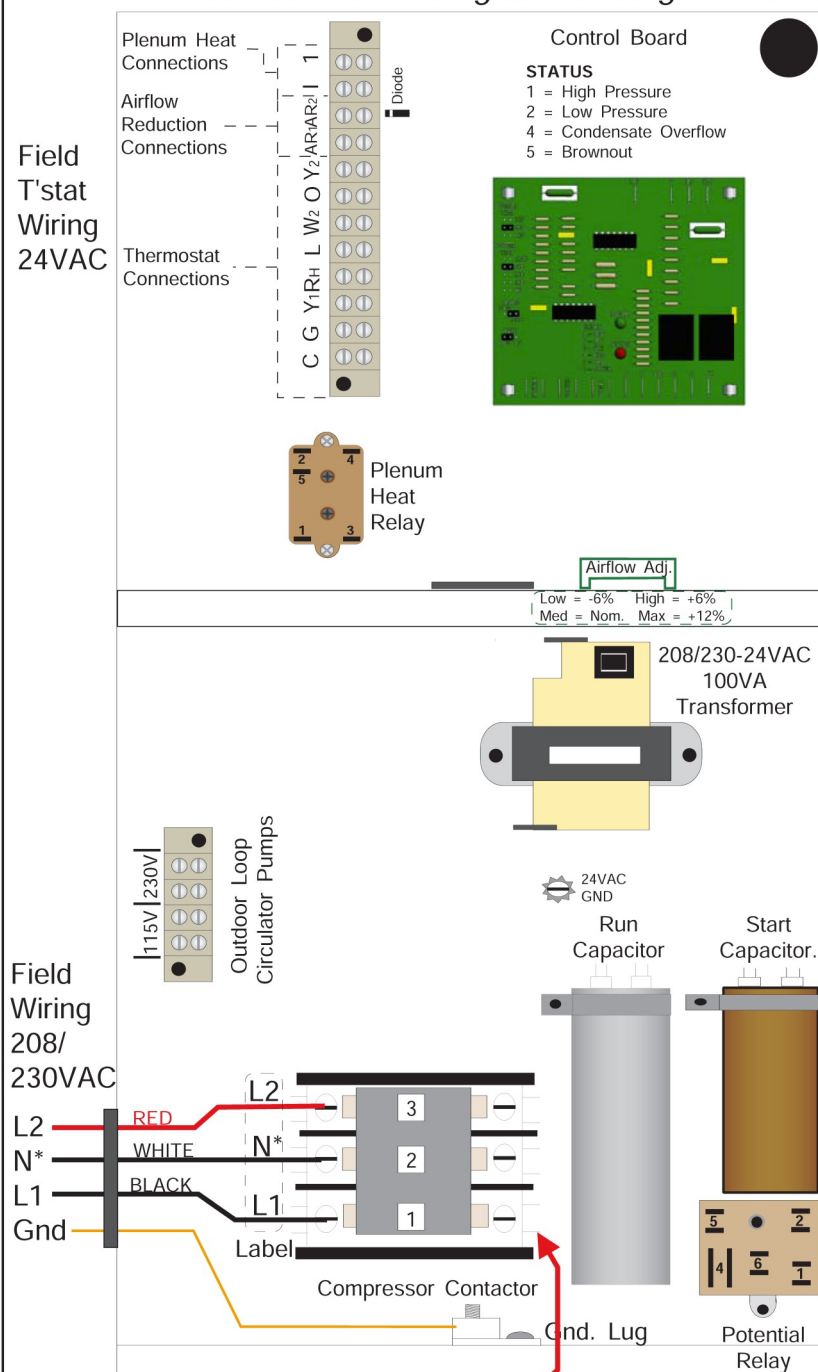 Control Board
STATUS
1 = High Pressure
2 = Low Pressure
4 = Condensate Overflow
5 = Brownout
Plenum Heat
Connections
Airflow
Reduction
Connections
Thermostat
Connections
Field
T'stat
Wiring
24VAC
1
I
AR2
AR1
Y2
O
W2
L
RH
Y1
G
C
Diode
2
4
5
1
3
Plenum
Heat
Relay
Airflow Adj.
Low = -6% High = +6%
Med = Nom. Max = +12%
208/230-24VAC
100VA
Transformer
115V
230V
Outdoor Loop
Circulator Pumps
24VAC
GND
Run
Capacitor
Start
Capacitor.
Field
Wiring
208/
230VAC
L2
RED
L2
3
N*
WHITE
N*
2
L1
BLACK
L1
1
Gnd
Label
Compressor Contactor
Gnd. Lug
5
2
4
6
1
Potential
Relay